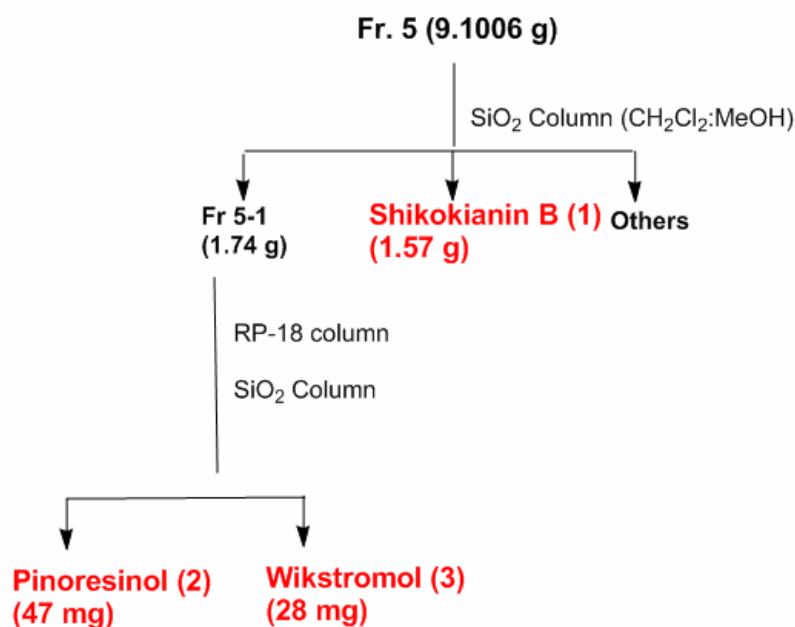 Fr. 5 (9.1006 g)
SiO₂ Column (CH₂Cl₂:MeOH)
Fr 5-1
(1.74 g)
Shikokianin B (1)
(1.57 g)
Others
RP-18 column
SiO₂ Column
Pinoresinol (2)
(47 mg)
Wikstromol (3)
(28 mg)